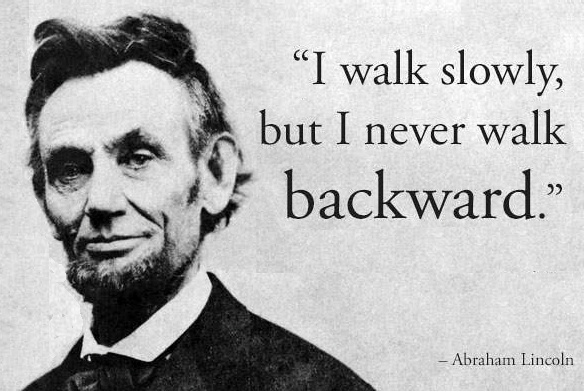 “I walk slowly,
but I never walk
backward.”
– Abraham Lincoln